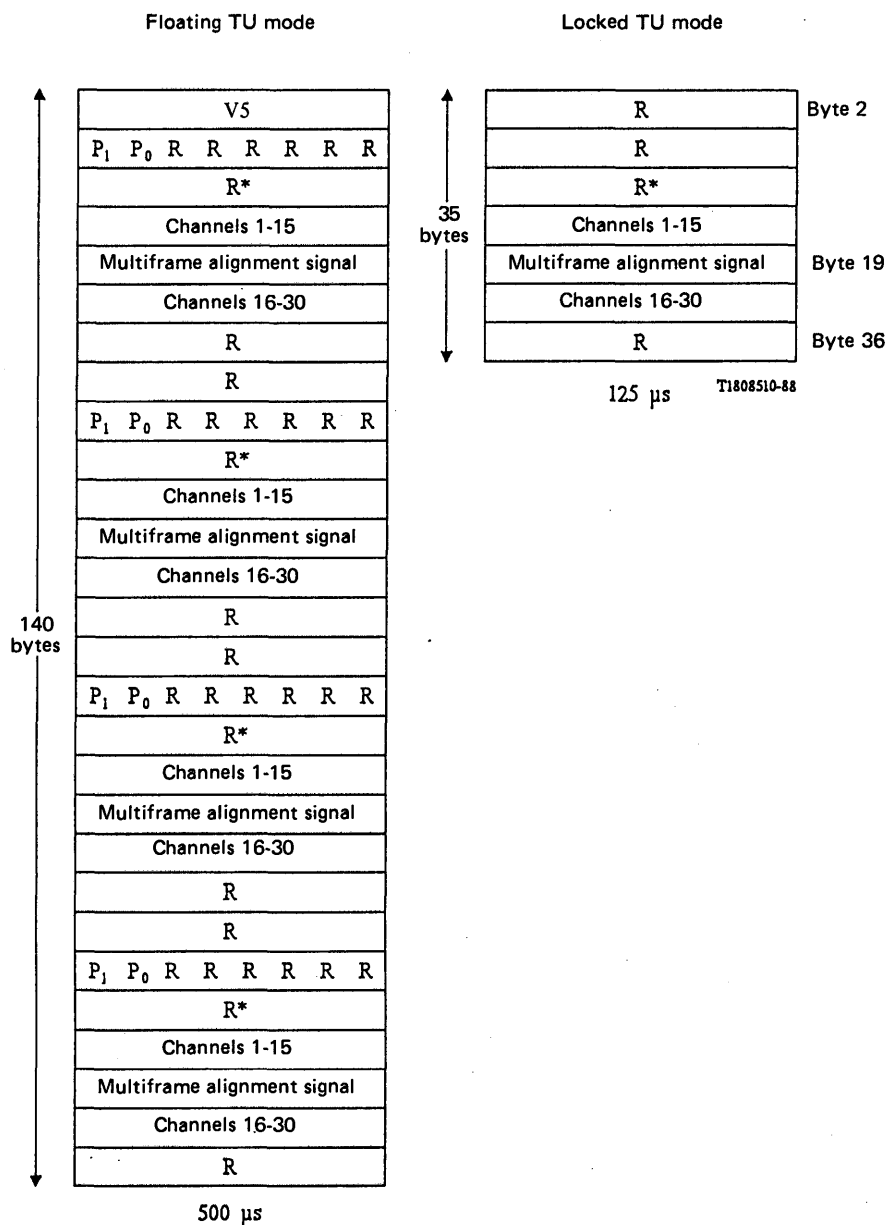 Floating TU mode
V5
P1 P0 R R R R R R
R*
Channels 1-15
Multiframe alignment signal
Channels 16-30
R
R
P1 P0 R R R R R R
R*
Channels 1-15
Multiframe alignment signal
Channels 16-30
R
R
P1 P0 R R R R R R
R*
Channels 1-15
Multiframe alignment signal
Channels 16-30
R
R
P1 P0 R R R R R R
R*
Channels 1-15
Multiframe alignment signal
Channels 16-30
R
140
bytes
500 μs
Locked TU mode
R Byte 2
R
R*
Channels 1-15
Multiframe alignment signal Byte 19
Channels 16-30
R Byte 36
35
bytes
125 μs
T1808510-88